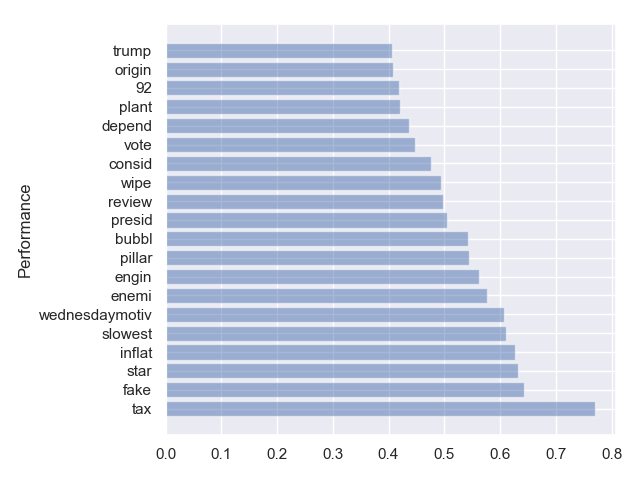 trump
origin
92
plant
depend
vote
consid
wipe
review
presid
bubbl
pillar
engin
enemi
wednesdaymotiv
slowest
inflat
star
fake
tax
Performance
0.0 0.1 0.2 0.3 0.4 0.5 0.6 0.7 0.8